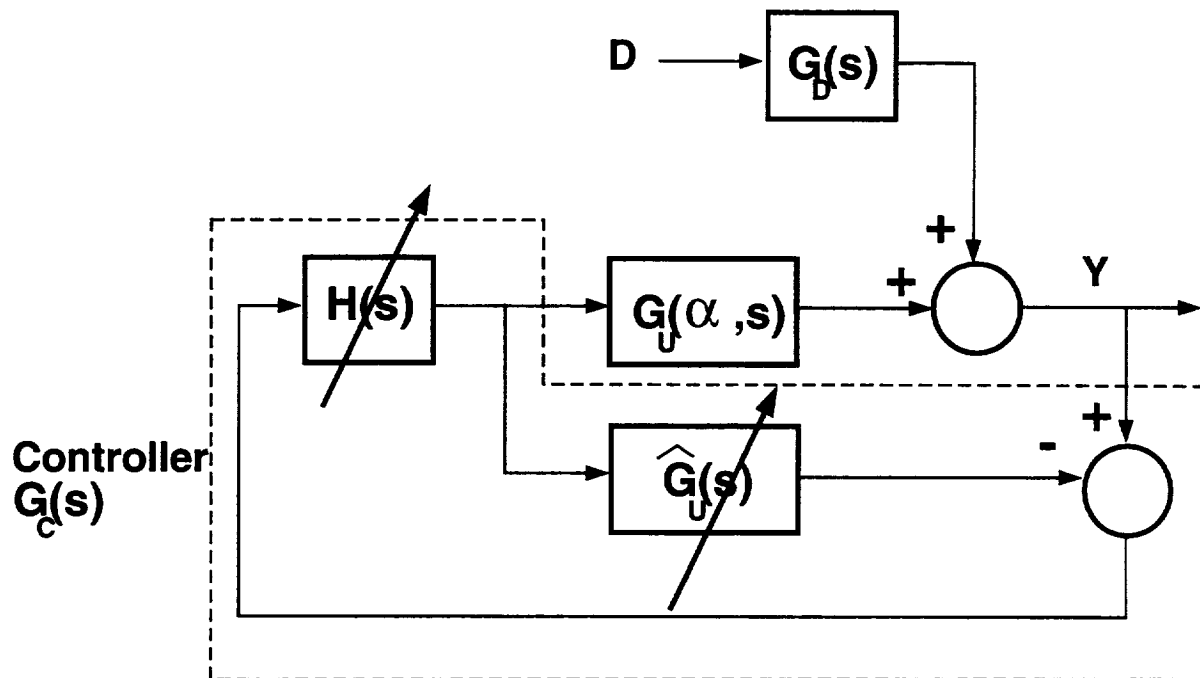 D
G_D(s)
+
+
Y
H(s)
G_U(α ,s)
+
-
Controller
G_C(s)
Ĝ_U(s)